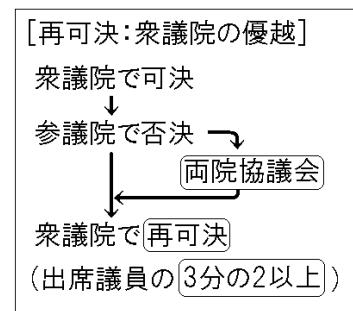 [再可決:衆議院の優越]
衆議院で可決
参議院で否決
両院協議会
衆議院で再可決
(出席議員の3分の2以上)